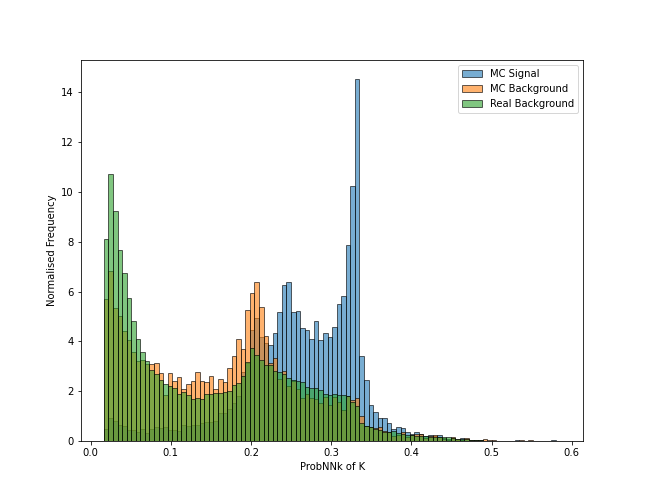 MC Signal
MC Background
Real Background
14
12
10
8
6
4
2
0
Normalised Frequency
0.0 0.1 0.2 0.3 0.4 0.5 0.6
ProbNNk of K